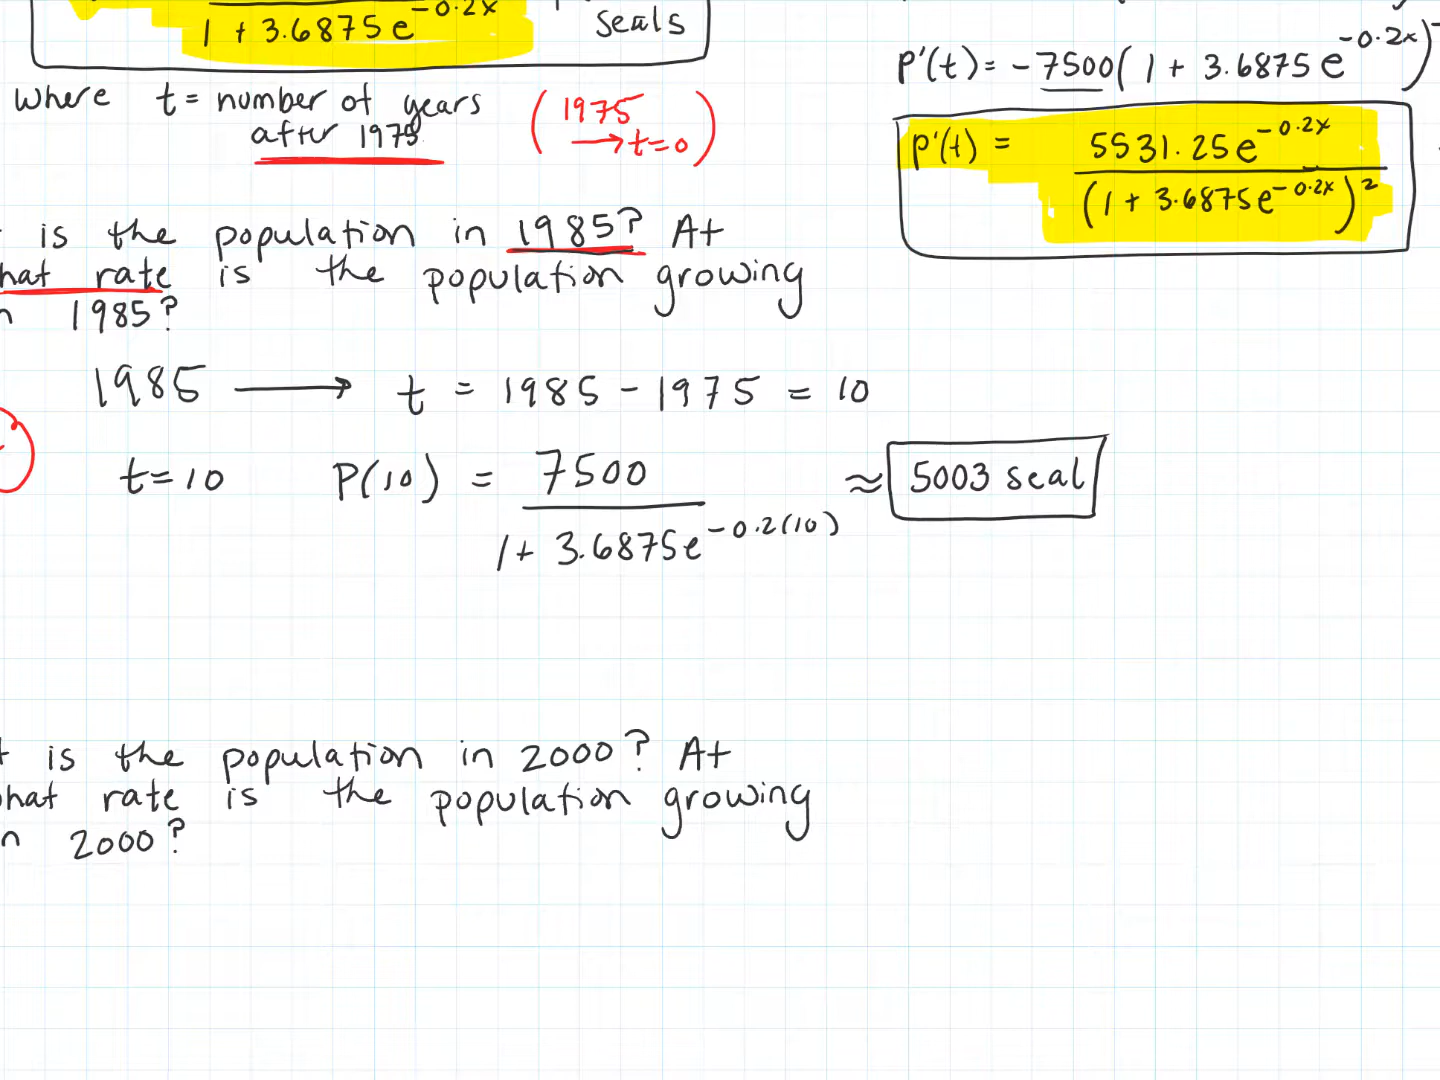 1 + 3.6875e^-0.2x
seals
where t = number of years
after 1975
(1975
→ t=0)
P'(t) = -7500(1 + 3.6875e^-0.2x)
P'(t) = 5531.25e^-0.2x
(1 + 3.6875e^-0.2x)^2
is the population in 1985? At
hat rate is the population growing
n 1985?
1985 → t = 1985 - 1975 = 10
t=10 P(10) = 7500 ≈ 5003 seal
1 + 3.6875e^-0.2(10)
is the population in 2000? At
hat rate is the population growing
n 2000?